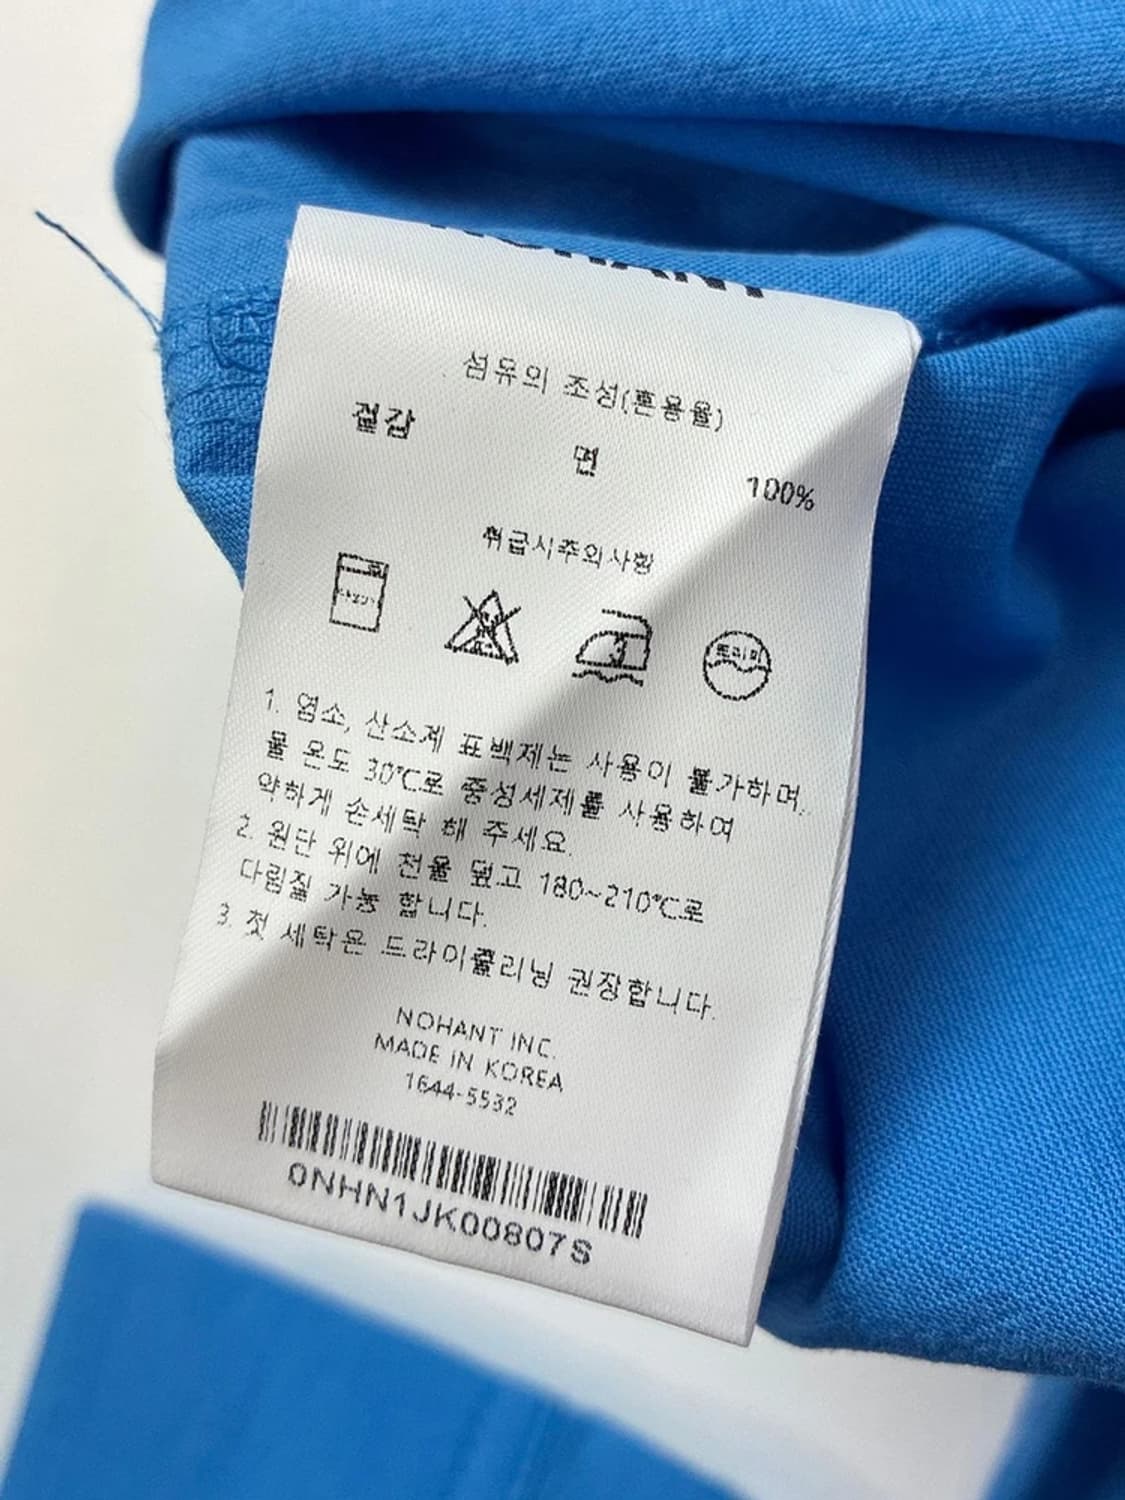 NOHANT
섬유의 조성(혼용율)
겉감 면 100%
취급시주의사항
3 드라이
1. 염소, 산소계 표백제는 사용이 불가하며,
물 온도 30℃로 중성세제를 사용하여
약하게 손세탁 해 주세요.
2. 원단 위에 천을 덮고 180~210℃로
다림질 가능 합니다.
3. 첫 세탁은 드라이클리닝 권장합니다.
NOHANT INC.
MADE IN KOREA
1644-5532
0NHN1JK00807S